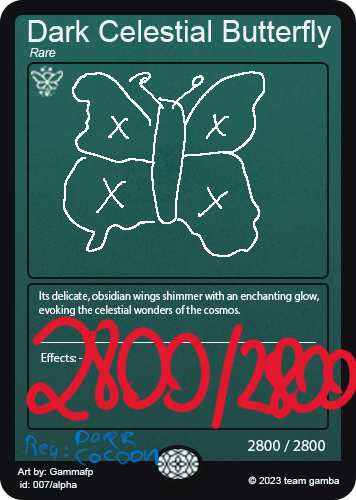 Dark Celestial Butterfly
Rare
X X
X X
Its delicate, obsidian wings shimmer with an enchanting glow,
evoking the celestial wonders of the cosmos.
Effects: -
2800/2800
Req: Dark
Cocoon
2800 / 2800
Art by: Gammafp
id: 007/alpha
© 2023 team gamba